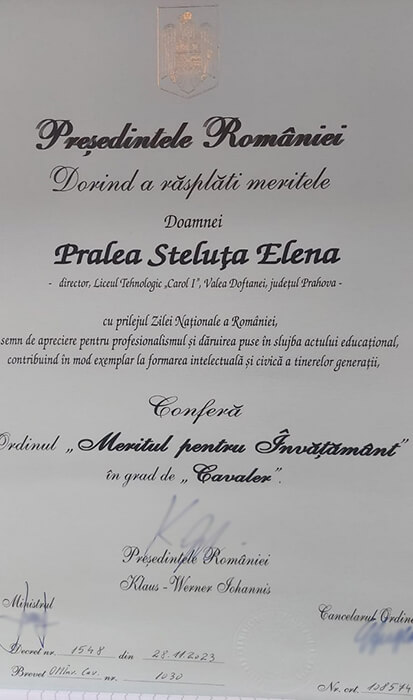 Președintele României
Dorind a răsplăti meritele
Doamnei
Pralea Steluța Elena
- director, Liceul Tehnologic „Carol I”, Valea Doftanei, județul Prahova -
cu prilejul Zilei Naționale a României,
semn de apreciere pentru profesionalismul și dăruirea puse în slujba actului educațional,
contribuind în mod exemplar la formarea intelectuală și civică a tinerelor generații,
Conferă
Ordinul „Meritul pentru Învățământ”
în grad de „Cavaler”.
Președintele României
Klaus - Werner Iohannis
Ministrul
Cancelarul Ordine
Decret nr. 1548 din 28.11.2023
Brevet Cav. nr. 1030
Nr. crt. 10851